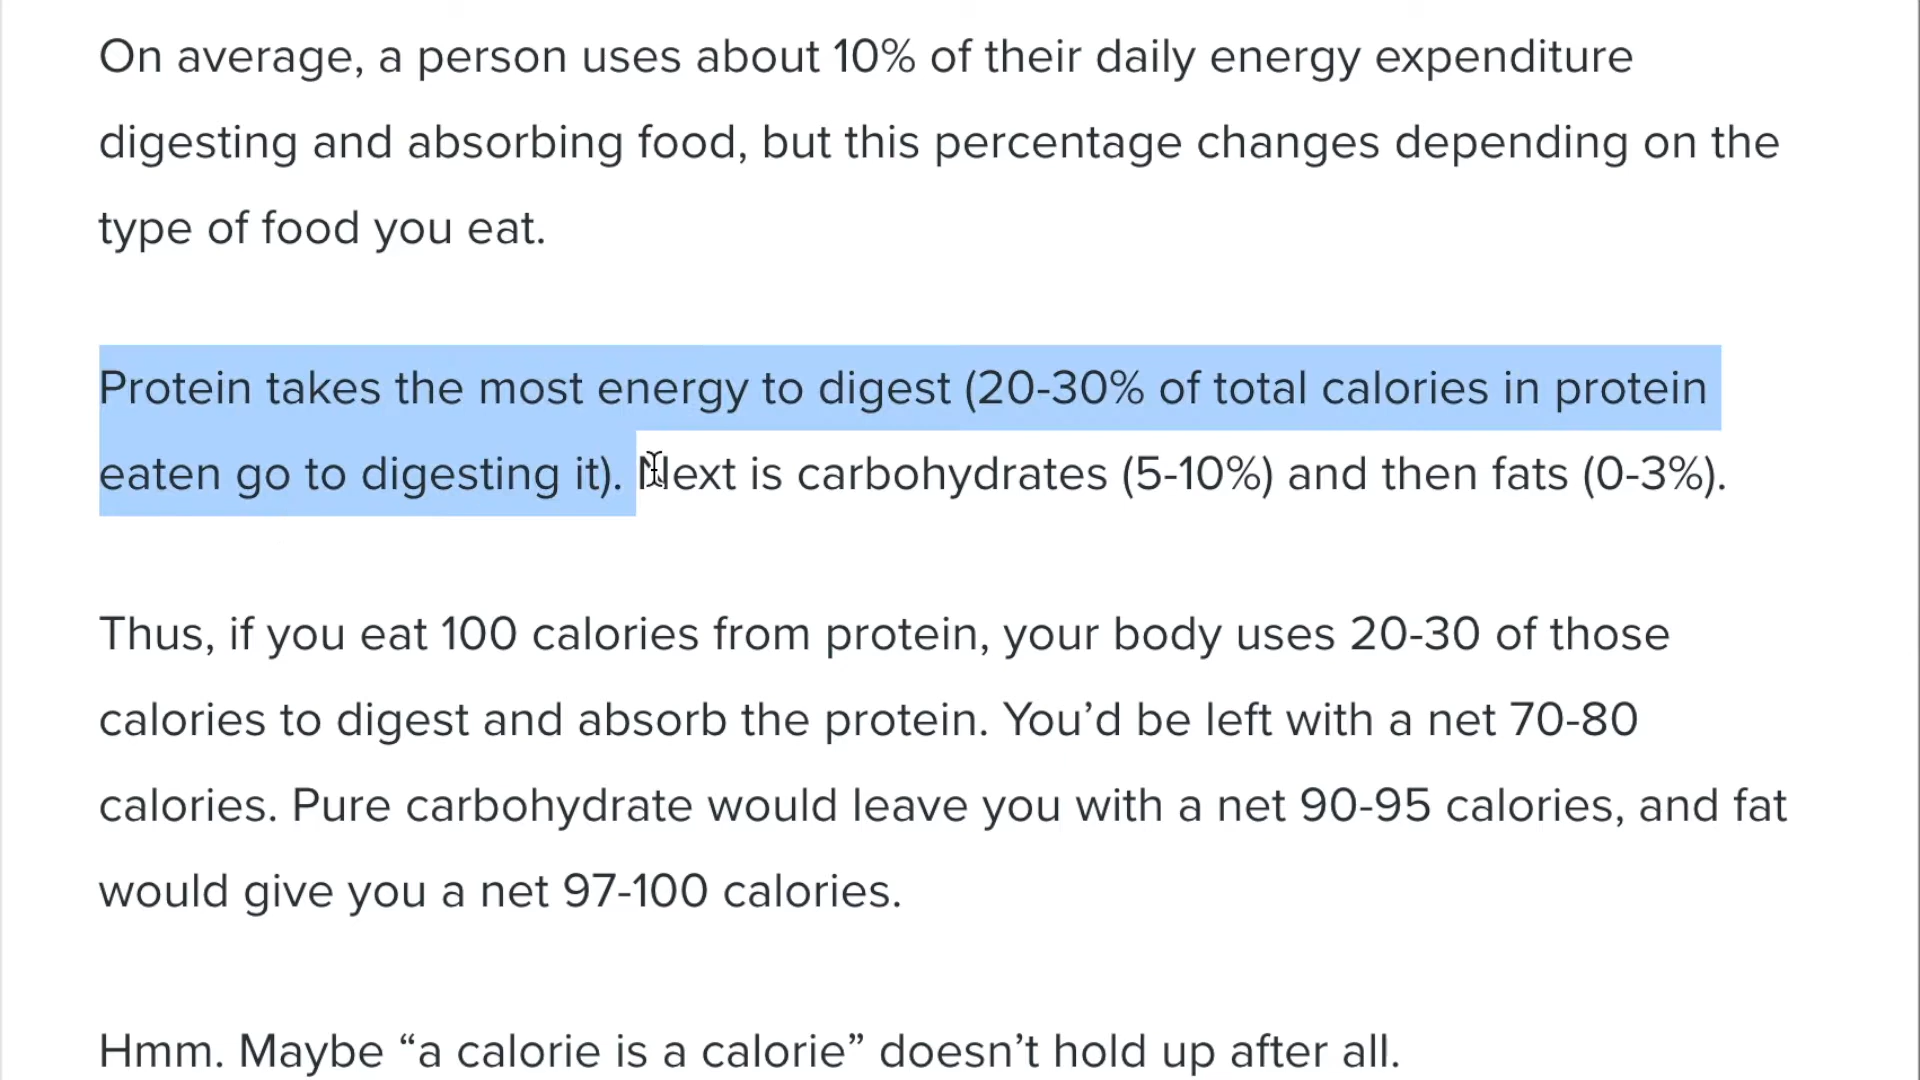 On average, a person uses about 10% of their daily energy expenditure
digesting and absorbing food, but this percentage changes depending on the
type of food you eat.
Protein takes the most energy to digest (20-30% of total calories in protein
eaten go to digesting it). Next is carbohydrates (5-10%) and then fats (0-3%).
Thus, if you eat 100 calories from protein, your body uses 20-30 of those
calories to digest and absorb the protein. You’d be left with a net 70-80
calories. Pure carbohydrate would leave you with a net 90-95 calories, and fat
would give you a net 97-100 calories.
Hmm. Maybe “a calorie is a calorie” doesn’t hold up after all.